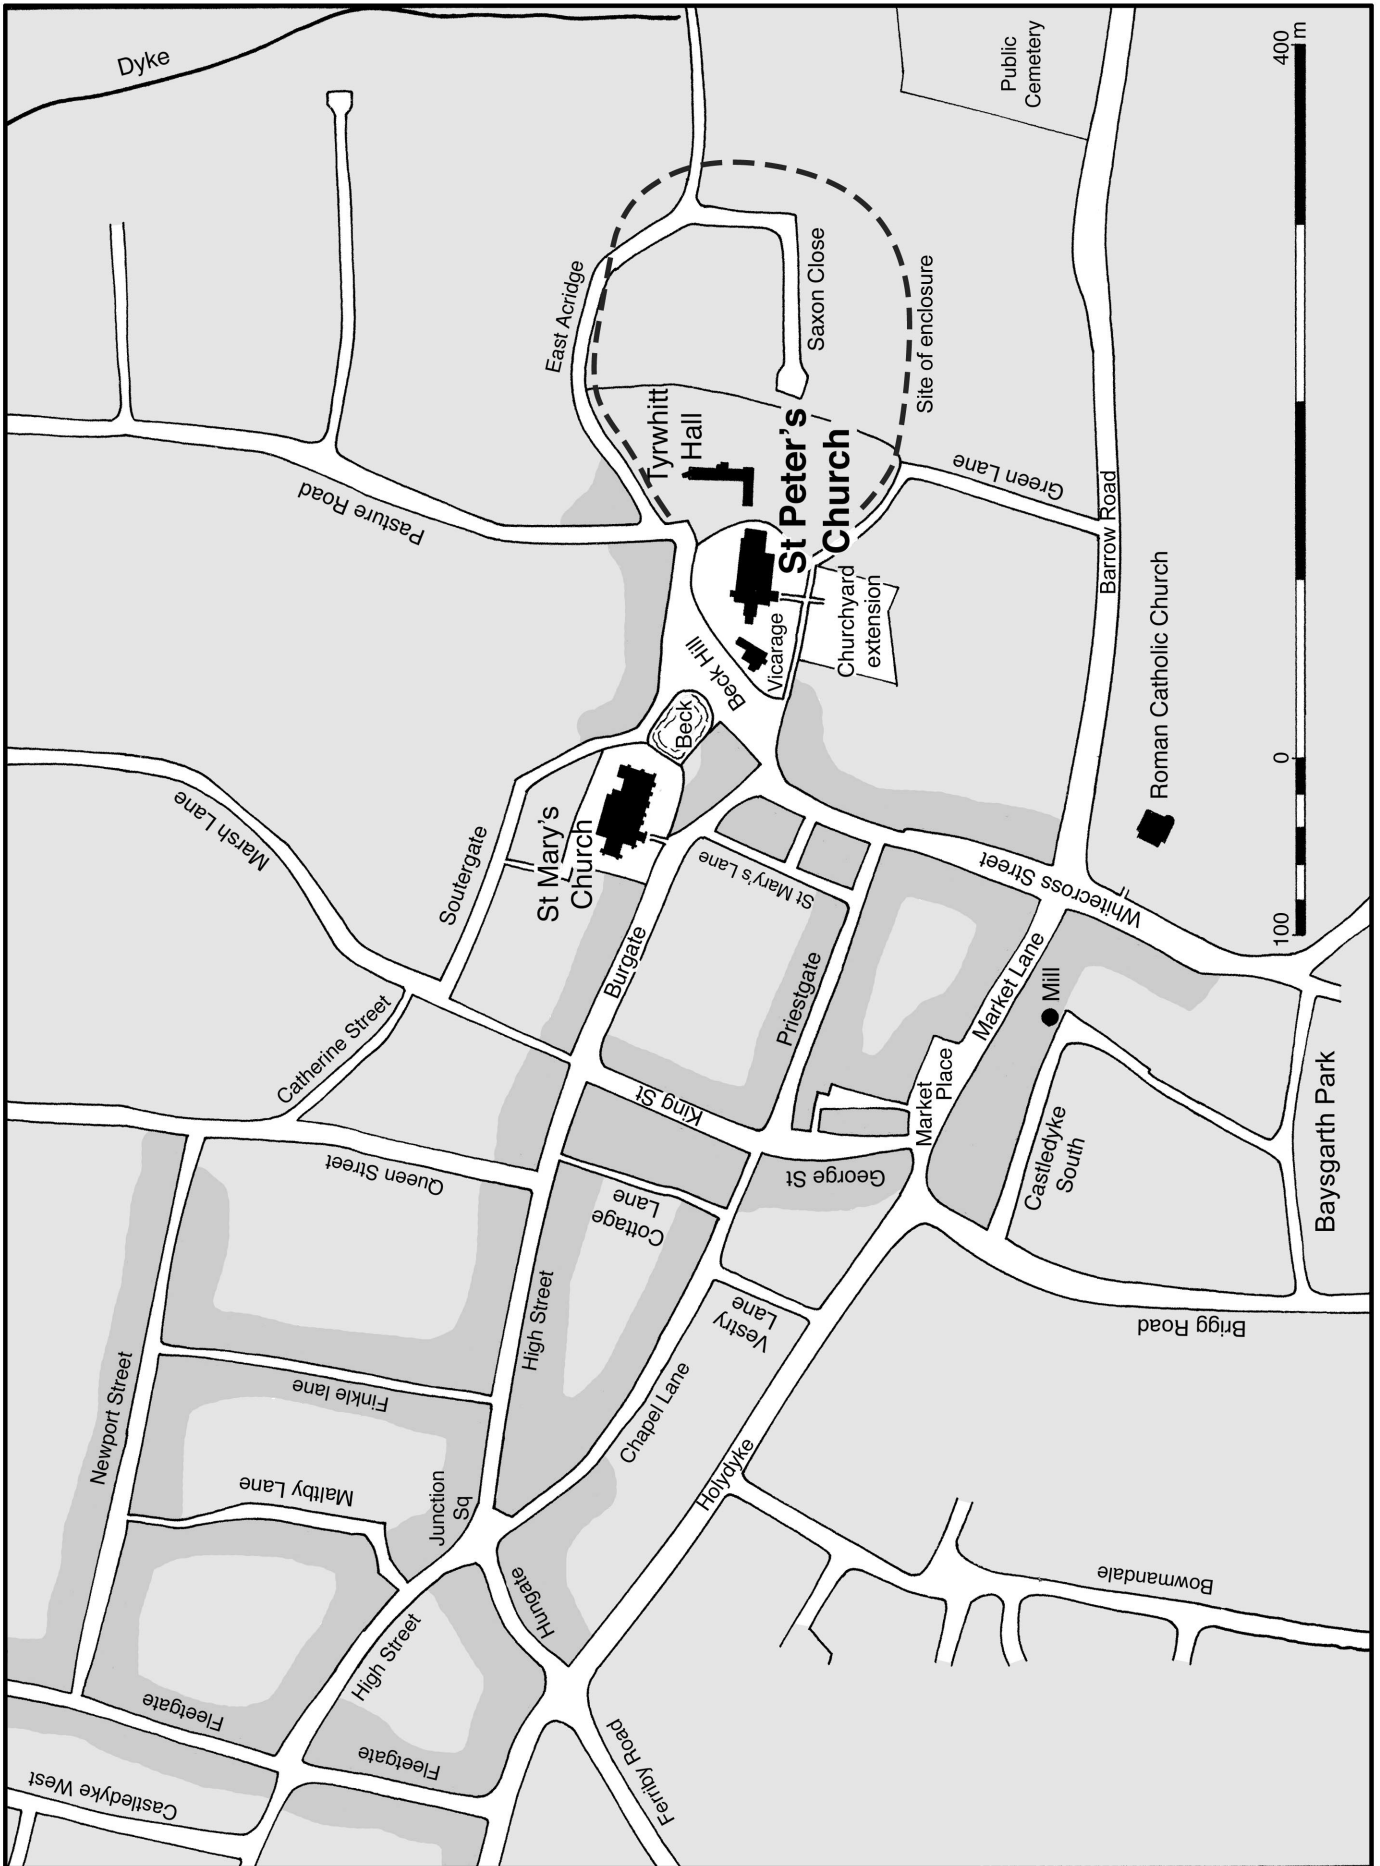 Dyke
Public
Cemetery
400
m
East Acridge
Saxon Close
Site of enclosure
Tyrwhitt
Hall
St Peter's
Church
Pasture Road
Green Lane
Barrow Road
Churchyard
extension
Vicarage
Beck Hill
Beck
Roman Catholic Church
0
Marsh Lane
Soutergate
St Mary's
Church
St Mary's Lane
Whitecross Street
100
Burgate
Priestgate
Market Lane
Mill
Catherine Street
King St
Market
Place
Castledyke
South
Baysgarth Park
Queen Street
Cottage
Lane
George St
High Street
Vestry
Lane
Brigg Road
Newport Street
Finkle lane
Chapel Lane
Holydyke
Maltby Lane
Junction
Sq
Hungate
Bowmandale
High Street
Fleetgate
Fleetgate
Ferriby Road
Castledyke West